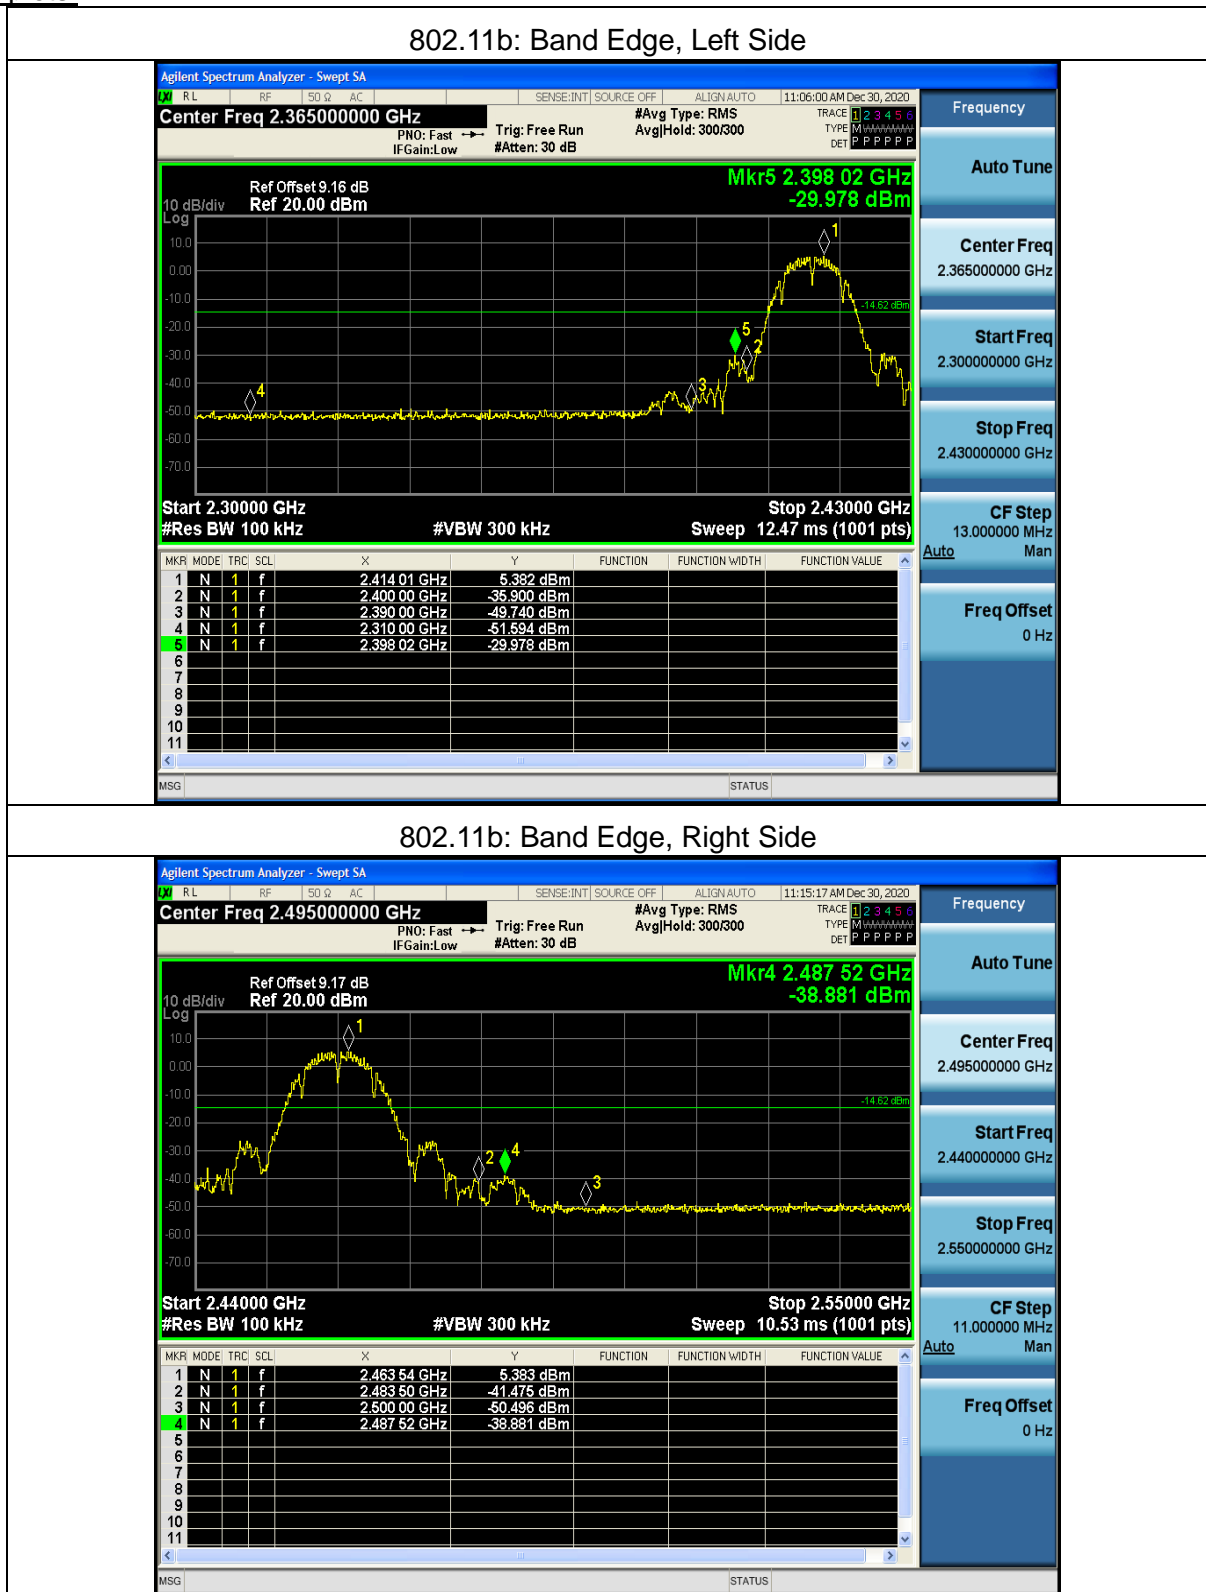 802.11b: Band Edge, Left Side
Agilent Spectrum Analyzer - Swept SA
LXI RL RF 50 Ω AC SENSE:INT SOURCE OFF ALIGN AUTO 11:06:00 AM Dec 30, 2020
Center Freq 2.365000000 GHz #Avg Type: RMS TRACE 1 2 3 4 5 6
PNO: Fast Trig: Free Run Avg|Hold: 300/300 TYPE M
IFGain:Low #Atten: 30 dB DET P P P P P P
Mkr5 2.398 02 GHz
Ref Offset 9.16 dB
10 dB/div Ref 20.00 dBm -29.978 dBm
Log
10.0
0.00
-10.0
-14.62 dBm
-20.0
-30.0
-40.0
-50.0
-60.0
-70.0
1
5
2
3
4
Start 2.30000 GHz Stop 2.43000 GHz
#Res BW 100 kHz #VBW 300 kHz Sweep 12.47 ms (1001 pts)
MKR MODE TRC SCL X Y FUNCTION FUNCTION WIDTH FUNCTION VALUE
1 N 1 f 2.414 01 GHz 5.382 dBm
2 N 1 f 2.400 00 GHz -35.900 dBm
3 N 1 f 2.390 00 GHz -49.740 dBm
4 N 1 f 2.310 00 GHz -51.594 dBm
5 N 1 f 2.398 02 GHz -29.978 dBm
6
7
8
9
10
11
MSG STATUS
Frequency
Auto Tune
Center Freq
2.365000000 GHz
Start Freq
2.300000000 GHz
Stop Freq
2.430000000 GHz
CF Step
13.000000 MHz
Auto Man
Freq Offset
0 Hz
802.11b: Band Edge, Right Side
Agilent Spectrum Analyzer - Swept SA
LXI RL RF 50 Ω AC SENSE:INT SOURCE OFF ALIGN AUTO 11:15:17 AM Dec 30, 2020
Center Freq 2.495000000 GHz #Avg Type: RMS TRACE 1 2 3 4 5 6
PNO: Fast Trig: Free Run Avg|Hold: 300/300 TYPE M
IFGain:Low #Atten: 30 dB DET P P P P P P
Mkr4 2.487 52 GHz
Ref Offset 9.17 dB
10 dB/div Ref 20.00 dBm -38.881 dBm
Log
10.0
0.00
-10.0
-14.62 dBm
-20.0
-30.0
-40.0
-50.0
-60.0
-70.0
1
2
4
3
Start 2.44000 GHz Stop 2.55000 GHz
#Res BW 100 kHz #VBW 300 kHz Sweep 10.53 ms (1001 pts)
MKR MODE TRC SCL X Y FUNCTION FUNCTION WIDTH FUNCTION VALUE
1 N 1 f 2.463 54 GHz 5.383 dBm
2 N 1 f 2.483 50 GHz -41.475 dBm
3 N 1 f 2.500 00 GHz -50.496 dBm
4 N 1 f 2.487 52 GHz -38.881 dBm
5
6
7
8
9
10
11
MSG STATUS
Frequency
Auto Tune
Center Freq
2.495000000 GHz
Start Freq
2.440000000 GHz
Stop Freq
2.550000000 GHz
CF Step
11.000000 MHz
Auto Man
Freq Offset
0 Hz